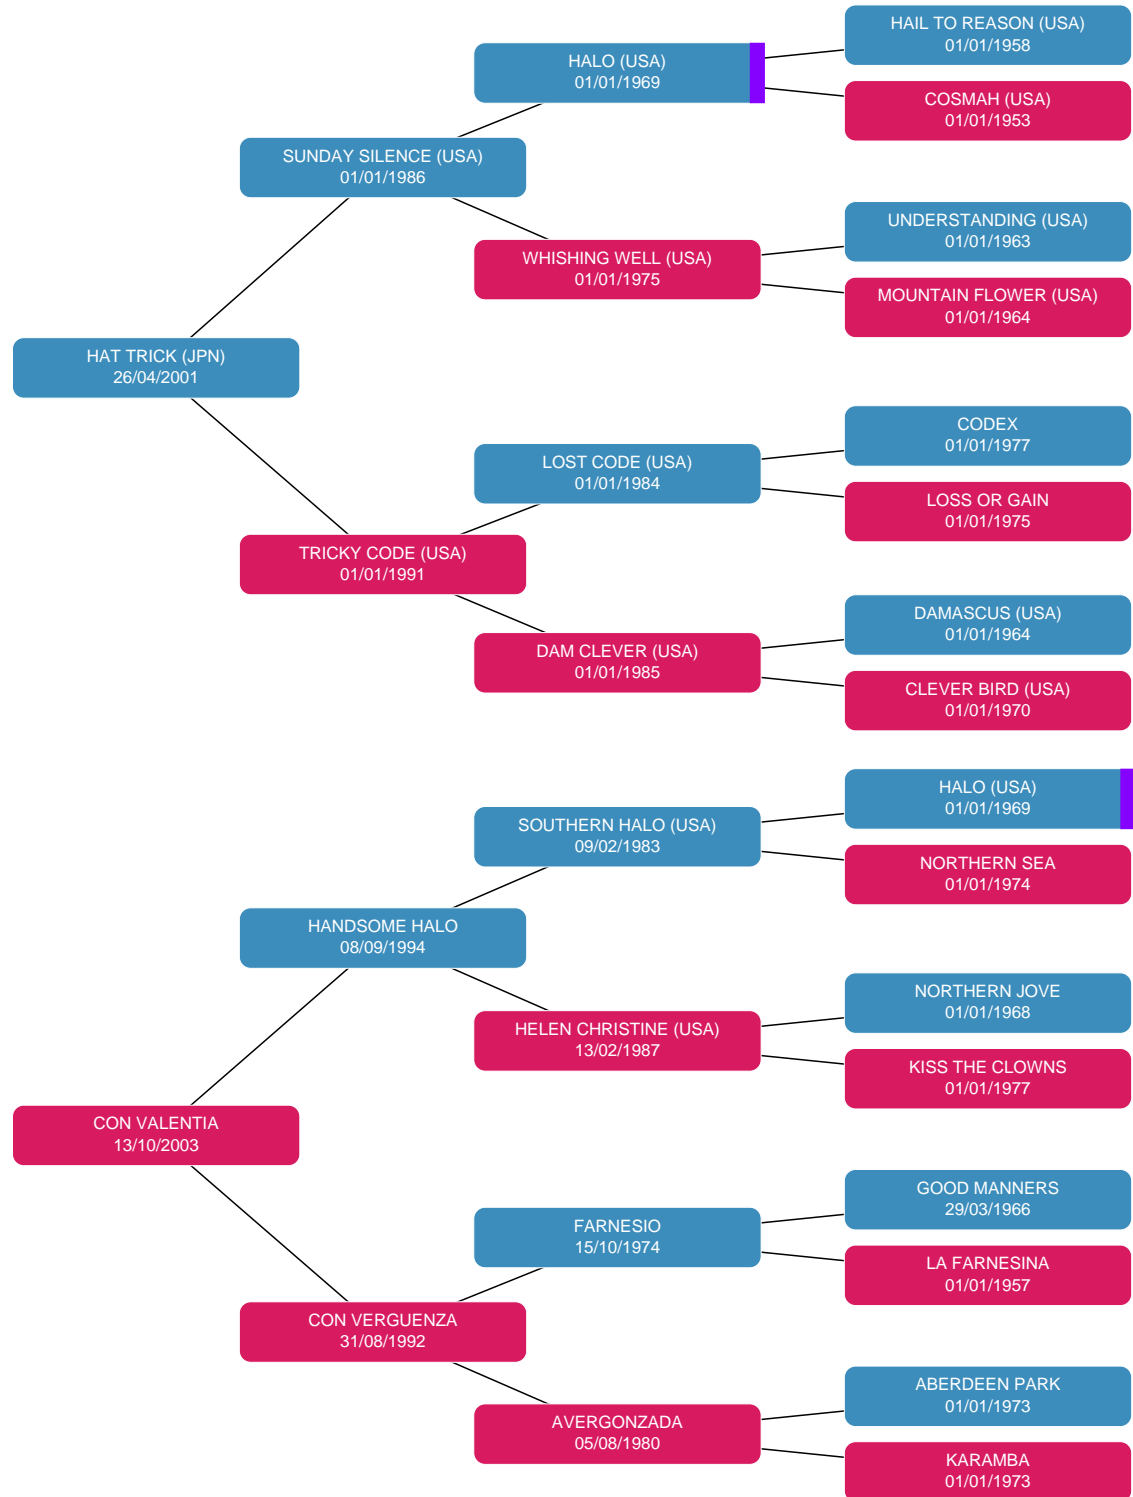 HAIL TO REASON (USA)
01/01/1958
HALO (USA)
01/01/1969
COSMAH (USA)
01/01/1953
SUNDAY SILENCE (USA)
01/01/1986
UNDERSTANDING (USA)
01/01/1963
WHISHING WELL (USA)
01/01/1975
MOUNTAIN FLOWER (USA)
01/01/1964
HAT TRICK (JPN)
26/04/2001
CODEX
01/01/1977
LOST CODE (USA)
01/01/1984
LOSS OR GAIN
01/01/1975
TRICKY CODE (USA)
01/01/1991
DAMASCUS (USA)
01/01/1964
DAM CLEVER (USA)
01/01/1985
CLEVER BIRD (USA)
01/01/1970
HALO (USA)
01/01/1969
SOUTHERN HALO (USA)
09/02/1983
NORTHERN SEA
01/01/1974
HANDSOME HALO
08/09/1994
NORTHERN JOVE
01/01/1968
HELEN CHRISTINE (USA)
13/02/1987
KISS THE CLOWNS
01/01/1977
CON VALENTIA
13/10/2003
GOOD MANNERS
29/03/1966
FARNESIO
15/10/1974
LA FARNESINA
01/01/1957
CON VERGUENZA
31/08/1992
ABERDEEN PARK
01/01/1973
AVERGONZADA
05/08/1980
KARAMBA
01/01/1973